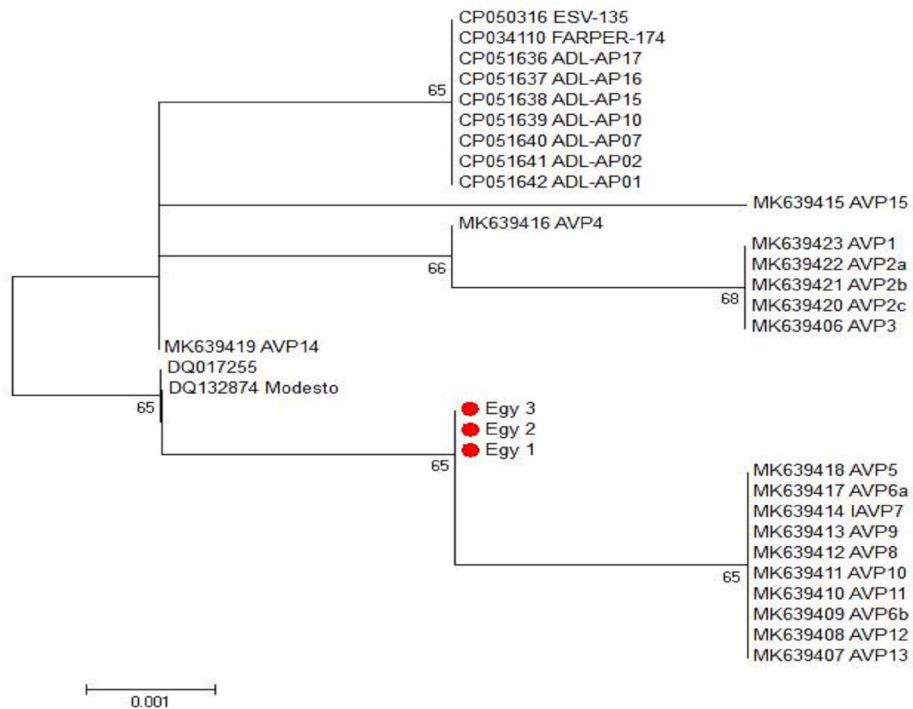 CP050316 ESV-135
CP034110 FARPER-174
CP051636 ADL-AP17
CP051637 ADL-AP16
65
CP051638 ADL-AP15
CP051639 ADL-AP10
CP051640 ADL-AP07
CP051641 ADL-AP02
CP051642 ADL-AP01
MK639415 AVP15
MK639416 AVP4
MK639423 AVP1
66
MK639422 AVP2a
MK639421 AVP2b
68
MK639420 AVP2c
MK639406 AVP3
MK639419 AVP14
DQ017255
DQ132874 Modesto
65
Egy 3
Egy 2
Egy 1
65
MK639418 AVP5
MK639417 AVP6a
MK639414 IAVP7
MK639413 AVP9
MK639412 AVP8
65
MK639411 AVP10
MK639410 AVP11
MK639409 AVP6b
MK639408 AVP12
MK639407 AVP13
0.001